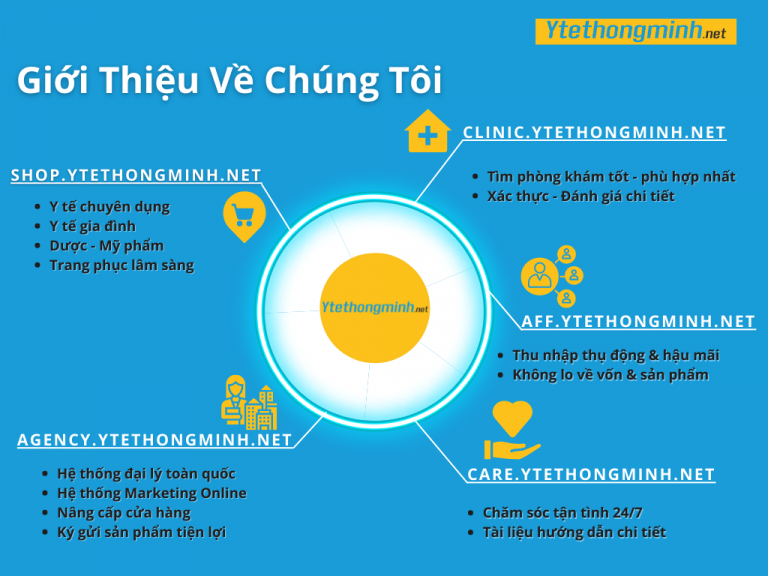 Ytethongminh.net
Giới Thiệu Về Chúng Tôi
CLINIC.YTETHONGMINH.NET
Tìm phòng khám tốt - phù hợp nhất
Xác thực - Đánh giá chi tiết
SHOP.YTETHONGMINH.NET
Y tế chuyên dụng
Y tế gia đình
Dược - Mỹ phẩm
Trang phục lâm sàng
Ytethongminh.net
AFF.YTETHONGMINH.NET
Thu nhập thụ động & hậu mãi
Không lo về vốn & sản phẩm
AGENCY.YTETHONGMINH.NET
Hệ thống đại lý toàn quốc
Hệ thống Marketing Online
Nâng cấp cửa hàng
Ký gửi sản phẩm tiện lợi
CARE.YTETHONGMINH.NET
Chăm sóc tận tình 24/7
Tài liệu hướng dẫn chi tiết